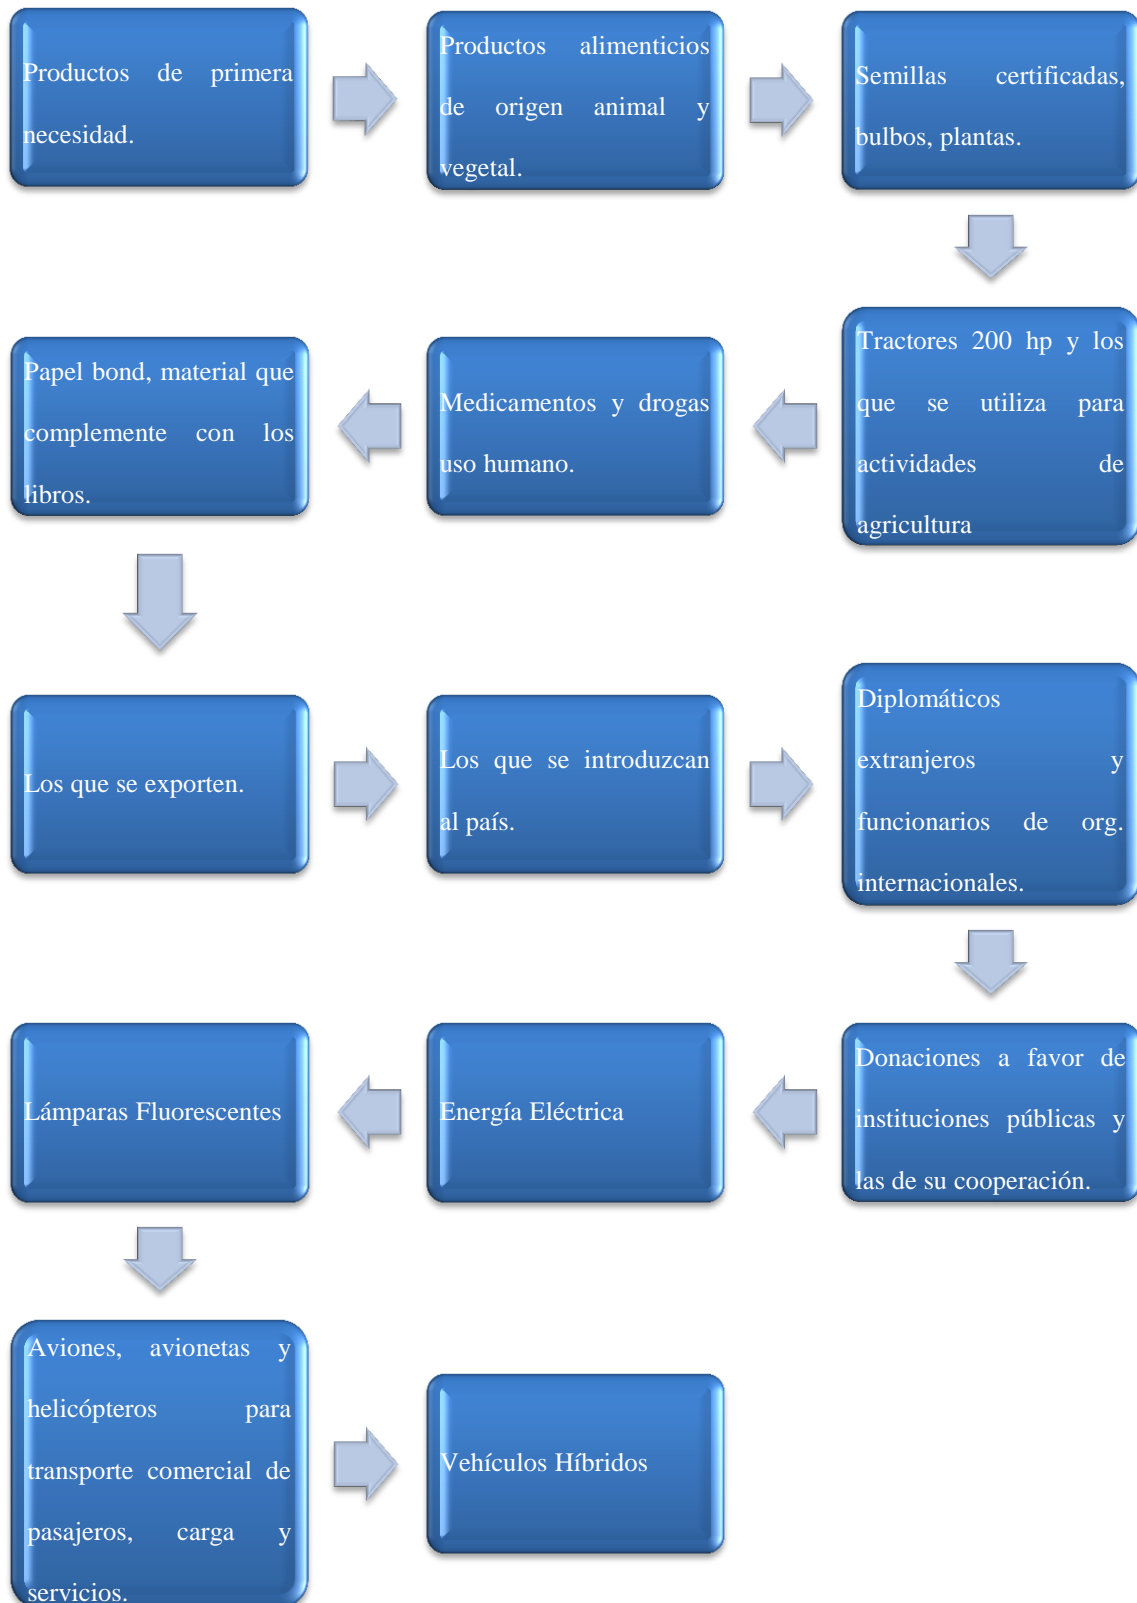 Productos de primera
necesidad.
Productos alimenticios
de origen animal y
vegetal.
Semillas certificadas,
bulbos, plantas.
Tractores 200 hp y los
que se utiliza para
actividades de
agricultura
Medicamentos y drogas
uso humano.
Papel bond, material que
complemente con los
libros.
Los que se exporten.
Los que se introduzcan
al país.
Diplomáticos
extranjeros y
funcionarios de org.
internacionales.
Donaciones a favor de
instituciones públicas y
las de su cooperación.
Energía Eléctrica
Lámparas Fluorescentes
Aviones, avionetas y
helicópteros para
transporte comercial de
pasajeros, carga y
servicios.
Vehículos Híbridos